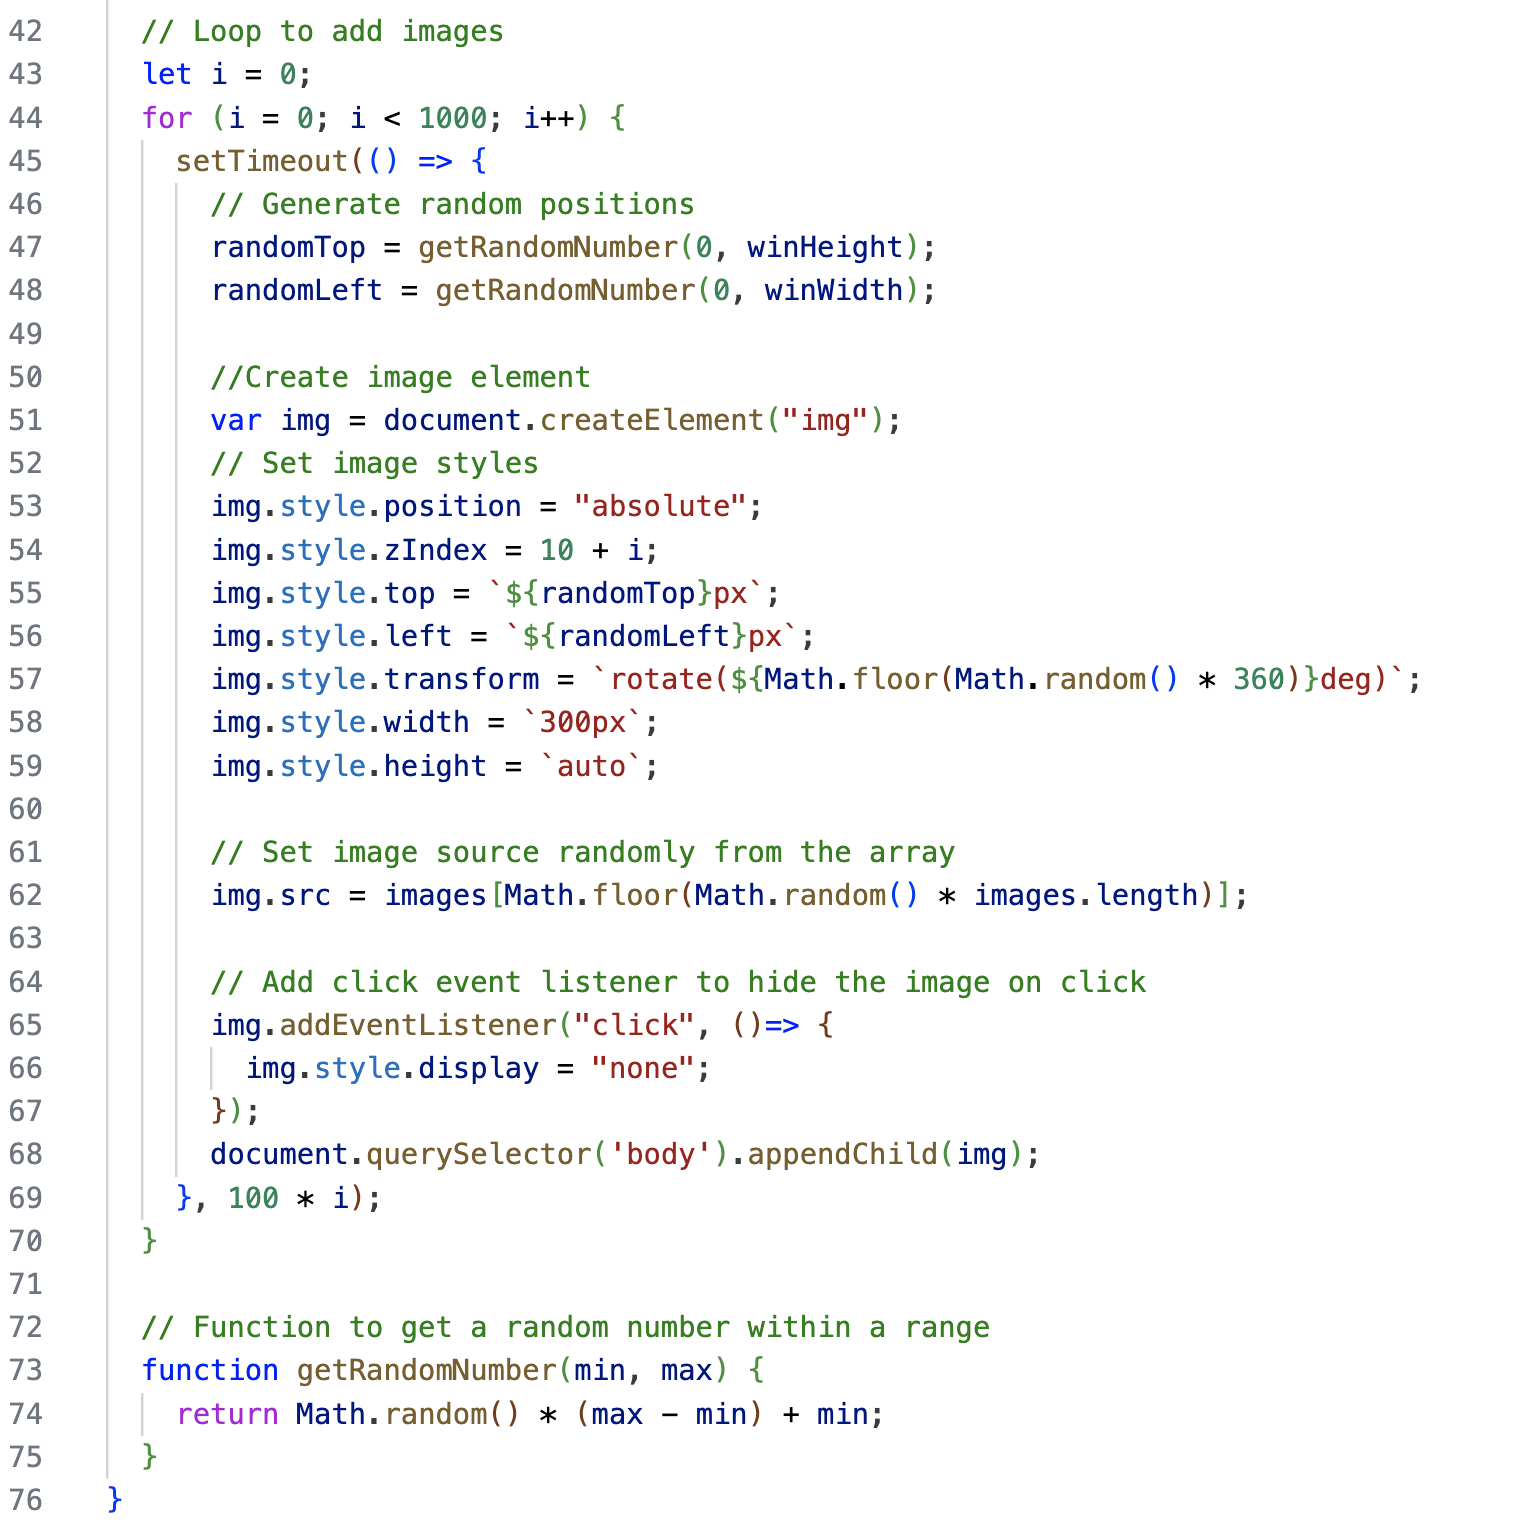 42 // Loop to add images
43 let i = 0;
44 for (i = 0; i < 1000; i++) {
45 setTimeout(() => {
46 // Generate random positions
47 randomTop = getRandomNumber(0, winHeight);
48 randomLeft = getRandomNumber(0, winWidth);
49
50 //Create image element
51 var img = document.createElement("img");
52 // Set image styles
53 img.style.position = "absolute";
54 img.style.zIndex = 10 + i;
55 img.style.top = `${randomTop}px`;
56 img.style.left = `${randomLeft}px`;
57 img.style.transform = `rotate(${Math.floor(Math.random() * 360)}deg)`;
58 img.style.width = `300px`;
59 img.style.height = `auto`;
60
61 // Set image source randomly from the array
62 img.src = images[Math.floor(Math.random() * images.length)];
63
64 // Add click event listener to hide the image on click
65 img.addEventListener("click", ()=> {
66 img.style.display = "none";
67 });
68 document.querySelector('body').appendChild(img);
69 }, 100 * i);
70 }
71
72 // Function to get a random number within a range
73 function getRandomNumber(min, max) {
74 return Math.random() * (max - min) + min;
75 }
76 }